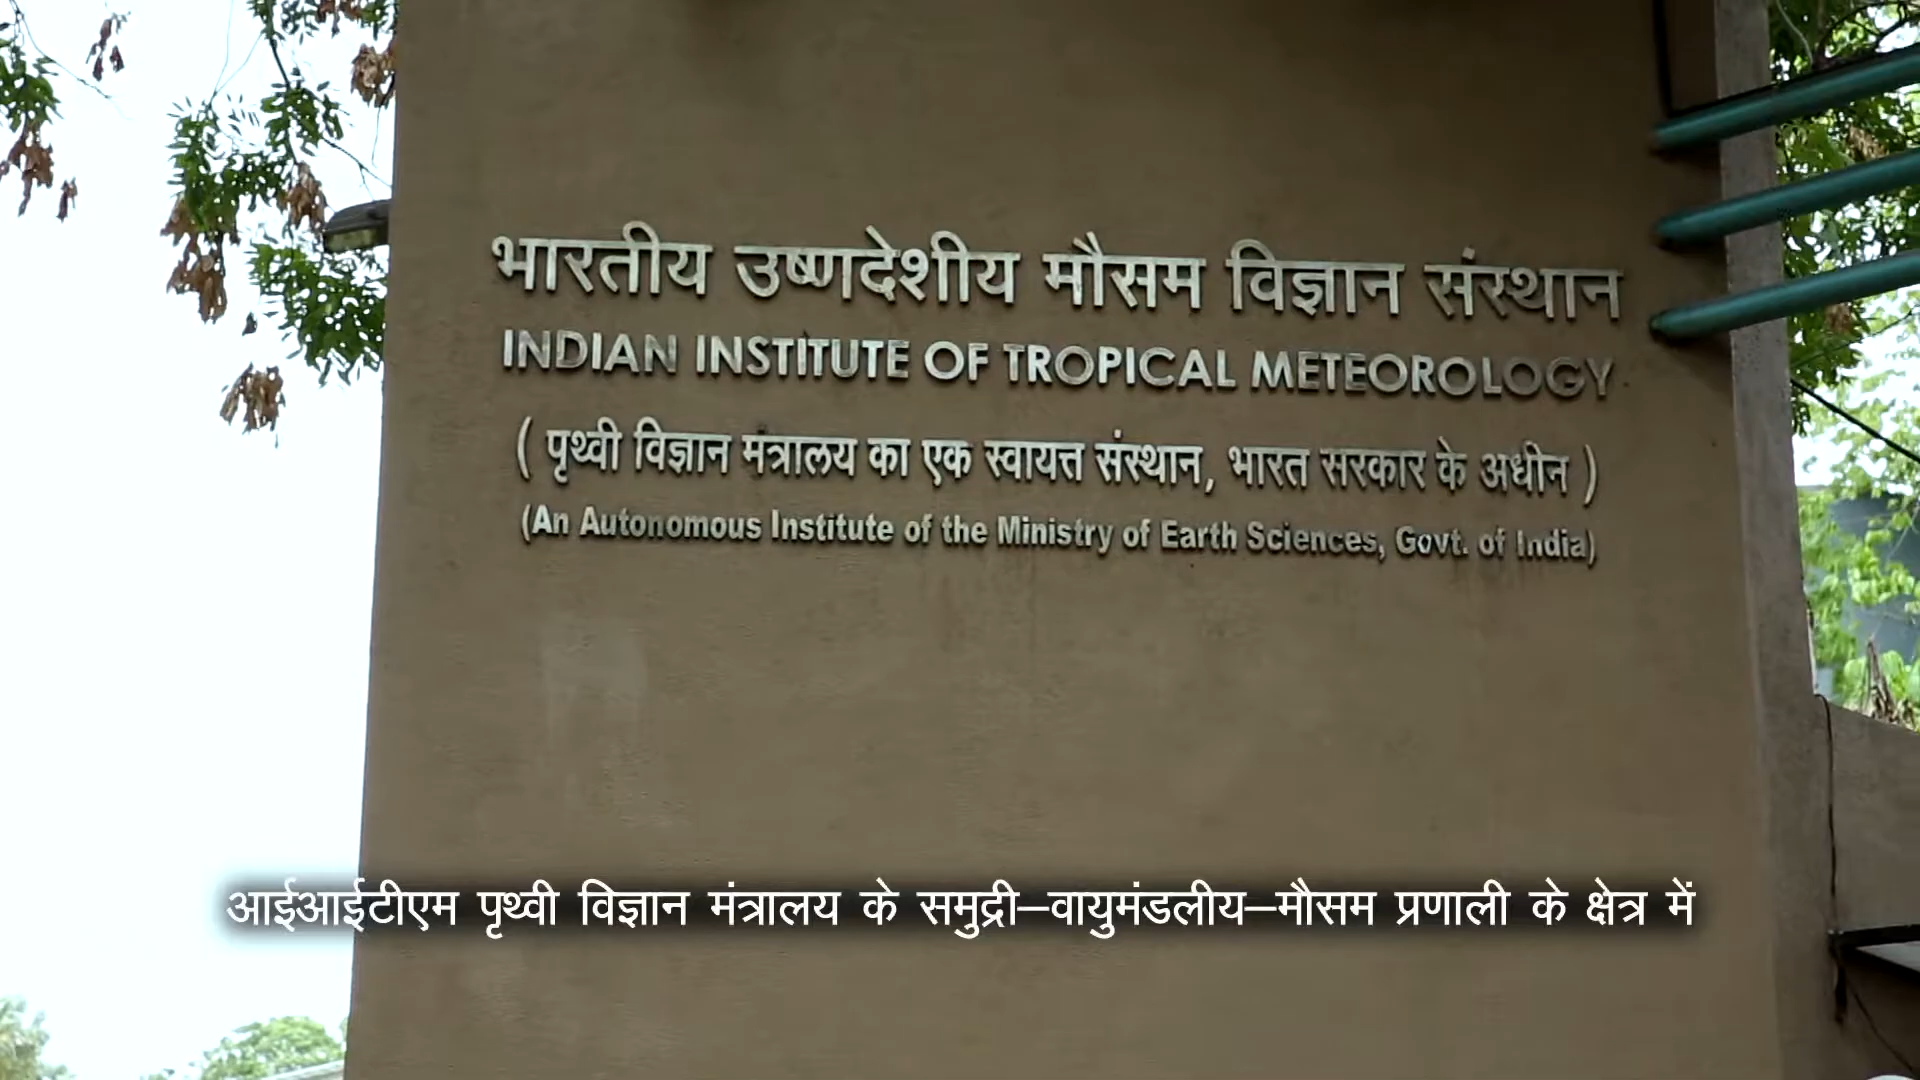 भारतीय उष्णदेशीय मौसम विज्ञान संस्थान
INDIAN INSTITUTE OF TROPICAL METEOROLOGY
( पृथ्वी विज्ञान मंत्रालय का एक स्वायत्त संस्थान, भारत सरकार के अधीन )
(An Autonomous Institute of the Ministry of Earth Sciences, Govt. of India)
आईआईटीएम पृथ्वी विज्ञान मंत्रालय के समुद्री–वायुमंडलीय–मौसम प्रणाली के क्षेत्र में